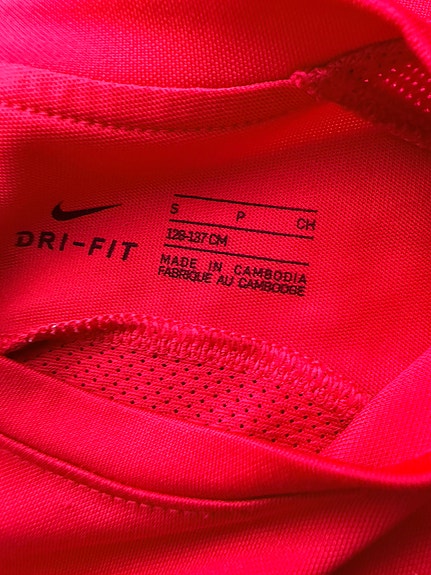 DRI-FIT
S P CH
128-137 CM
MADE IN CAMBODIA
FABRIQUE AU CAMBODGE